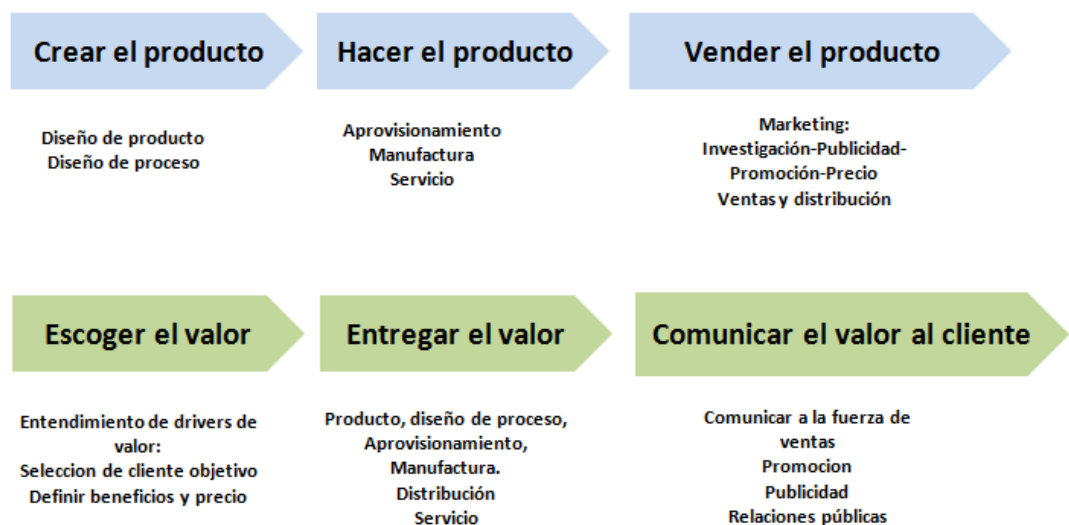 Crear el producto
Hacer el producto
Vender el producto
Diseño de producto
Diseño de proceso
Aprovisionamiento
Manufactura
Servicio
Marketing:
Investigación-Publicidad-
Promoción-Precio
Ventas y distribución
Escoger el valor
Entregar el valor
Comunicar el valor al cliente
Entendimiento de drivers de
valor:
Seleccion de cliente objetivo
Definir beneficios y precio
Producto, diseño de proceso,
Aprovisionamiento,
Manufactura.
Distribución
Servicio
Comunicar a la fuerza de
ventas
Promocion
Publicidad
Relaciones públicas